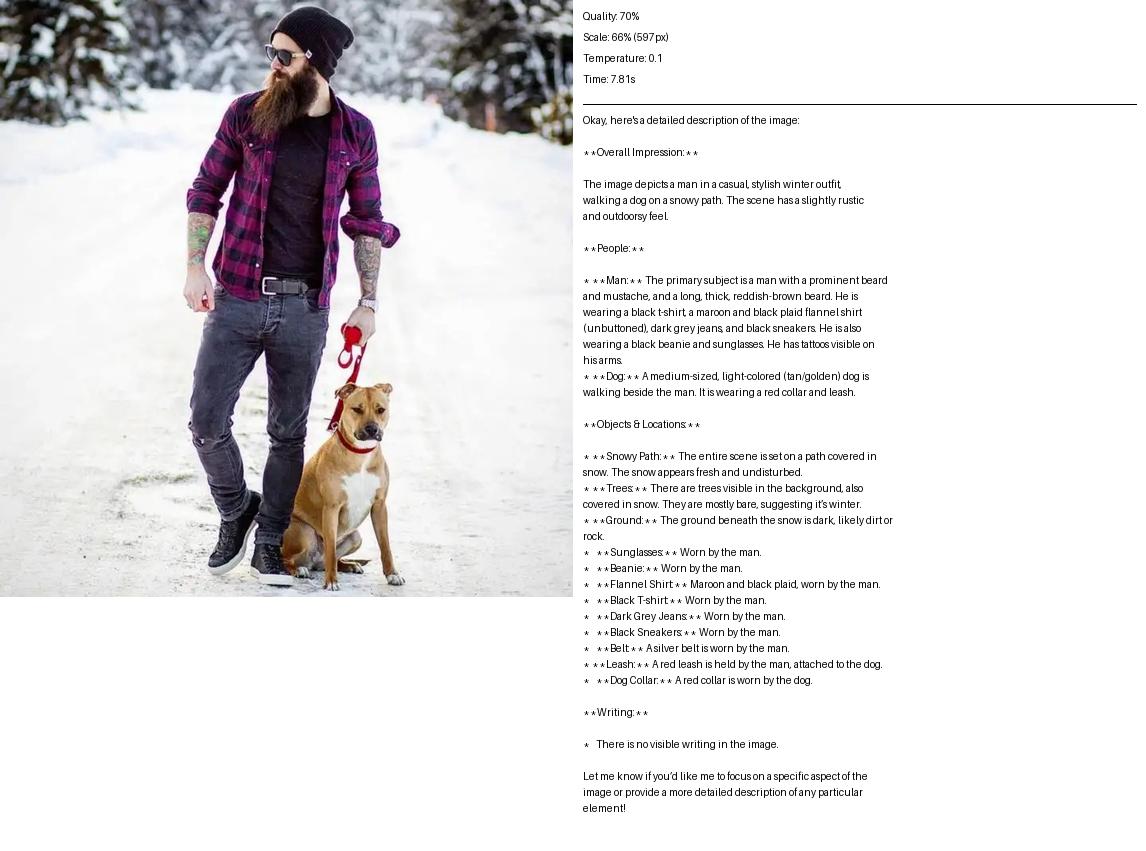 Quality: 70%
Scale: 66% (597px)
Temperature: 0.1
Time: 7.81s
Okay, here's a detailed description of the image:
**Overall Impression:**
The image depicts a man in a casual, stylish winter outfit,
walking a dog on a snowy path. The scene has a slightly rustic
and outdoorsy feel.
**People:**
* **Man:** The primary subject is a man with a prominent beard
and mustache, and a long, thick, reddish-brown beard. He is
wearing a black t-shirt, a maroon and black plaid flannel shirt
(unbuttoned), dark grey jeans, and black sneakers. He is also
wearing a black beanie and sunglasses. He has tattoos visible on
his arms.
* **Dog:** A medium-sized, light-colored (tan/golden) dog is
walking beside the man. It is wearing a red collar and leash.
**Objects & Locations:**
* **Snowy Path:** The entire scene is set on a path covered in
snow. The snow appears fresh and undisturbed.
* **Trees:** There are trees visible in the background, also
covered in snow. They are mostly bare, suggesting it's winter.
* **Ground:** The ground beneath the snow is dark, likely dirt or
rock.
* **Sunglasses:** Worn by the man.
* **Beanie:** Worn by the man.
* **Flannel Shirt:** Maroon and black plaid, worn by the man.
* **Black T-shirt:** Worn by the man.
* **Dark Grey Jeans:** Worn by the man.
* **Black Sneakers:** Worn by the man.
* **Belt:** A silver belt is worn by the man.
* **Leash:** A red leash is held by the man, attached to the dog.
* **Dog Collar:** A red collar is worn by the dog.
**Writing:**
* There is no visible writing in the image.
Let me know if you'd like me to focus on a specific aspect of the
image or provide a more detailed description of any particular
element!